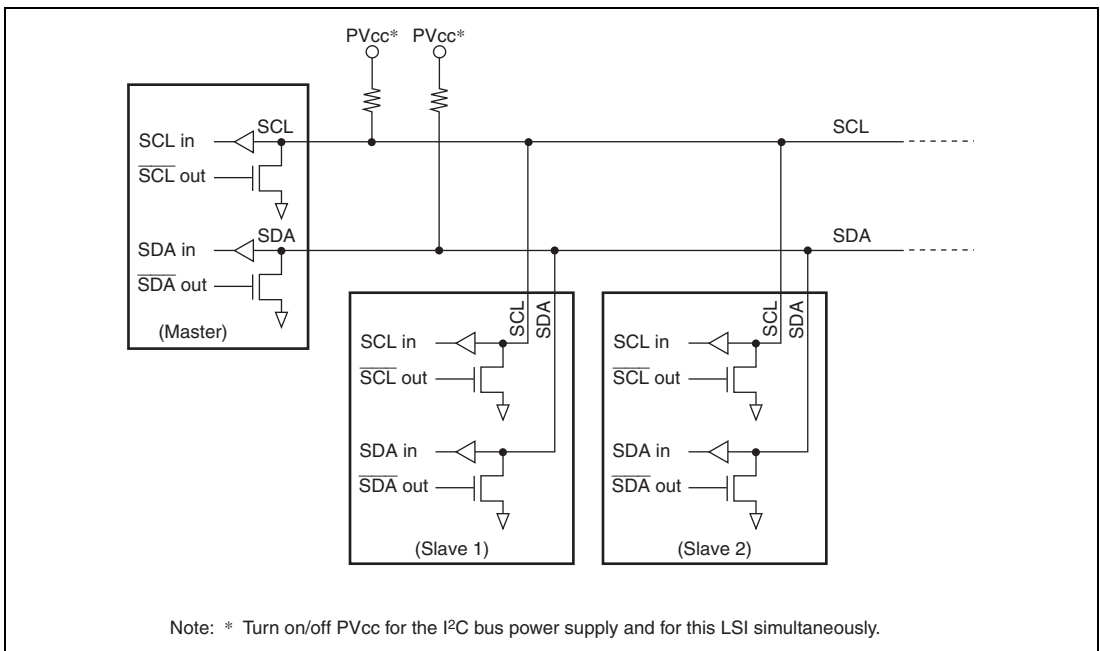 PVcc* PVcc*
SCL in
SCL
SCL
SCL out
SDA in
SDA
SDA
SDA out
(Master)
SCL
SDA
SCL
SDA
SCL in
SCL in
SCL out
SCL out
SDA in
SDA in
SDA out
SDA out
(Slave 1)
(Slave 2)
Note: * Turn on/off PVcc for the I²C bus power supply and for this LSI simultaneously.